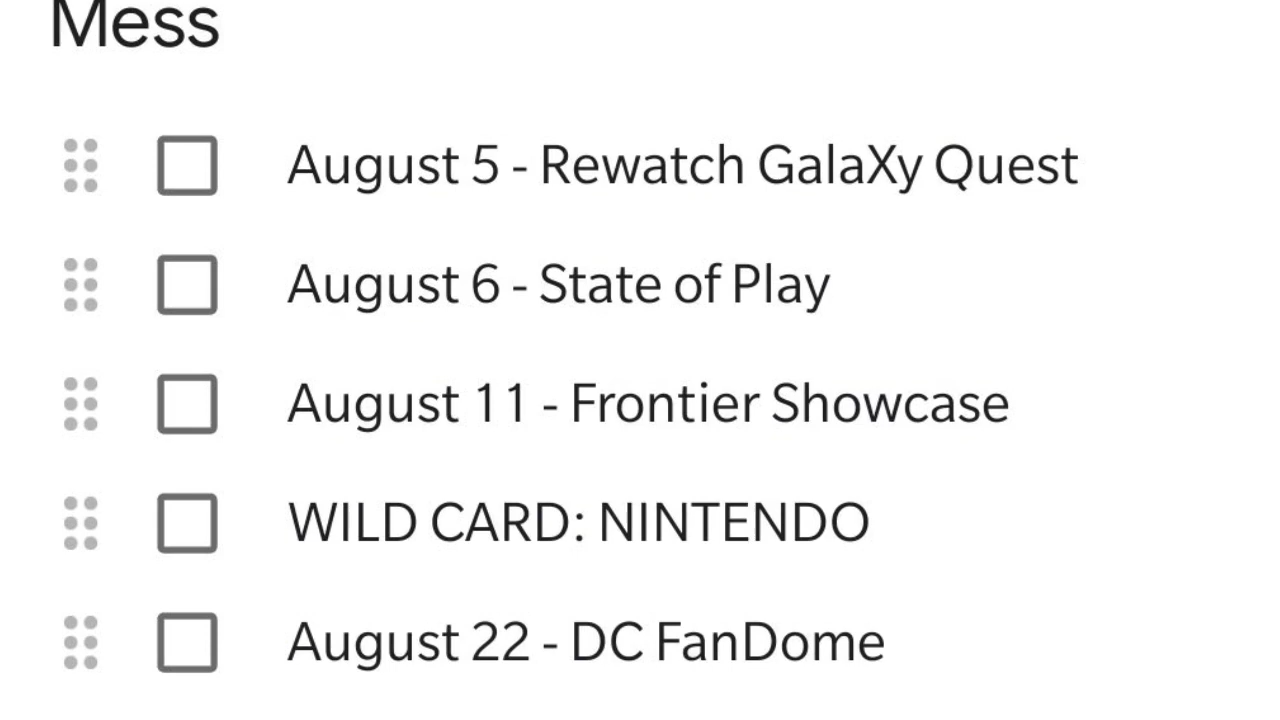 Mess
August 5 - Rewatch GalaXy Quest
August 6 - State of Play
August 11 - Frontier Showcase
WILD CARD: NINTENDO
August 22 - DC FanDome